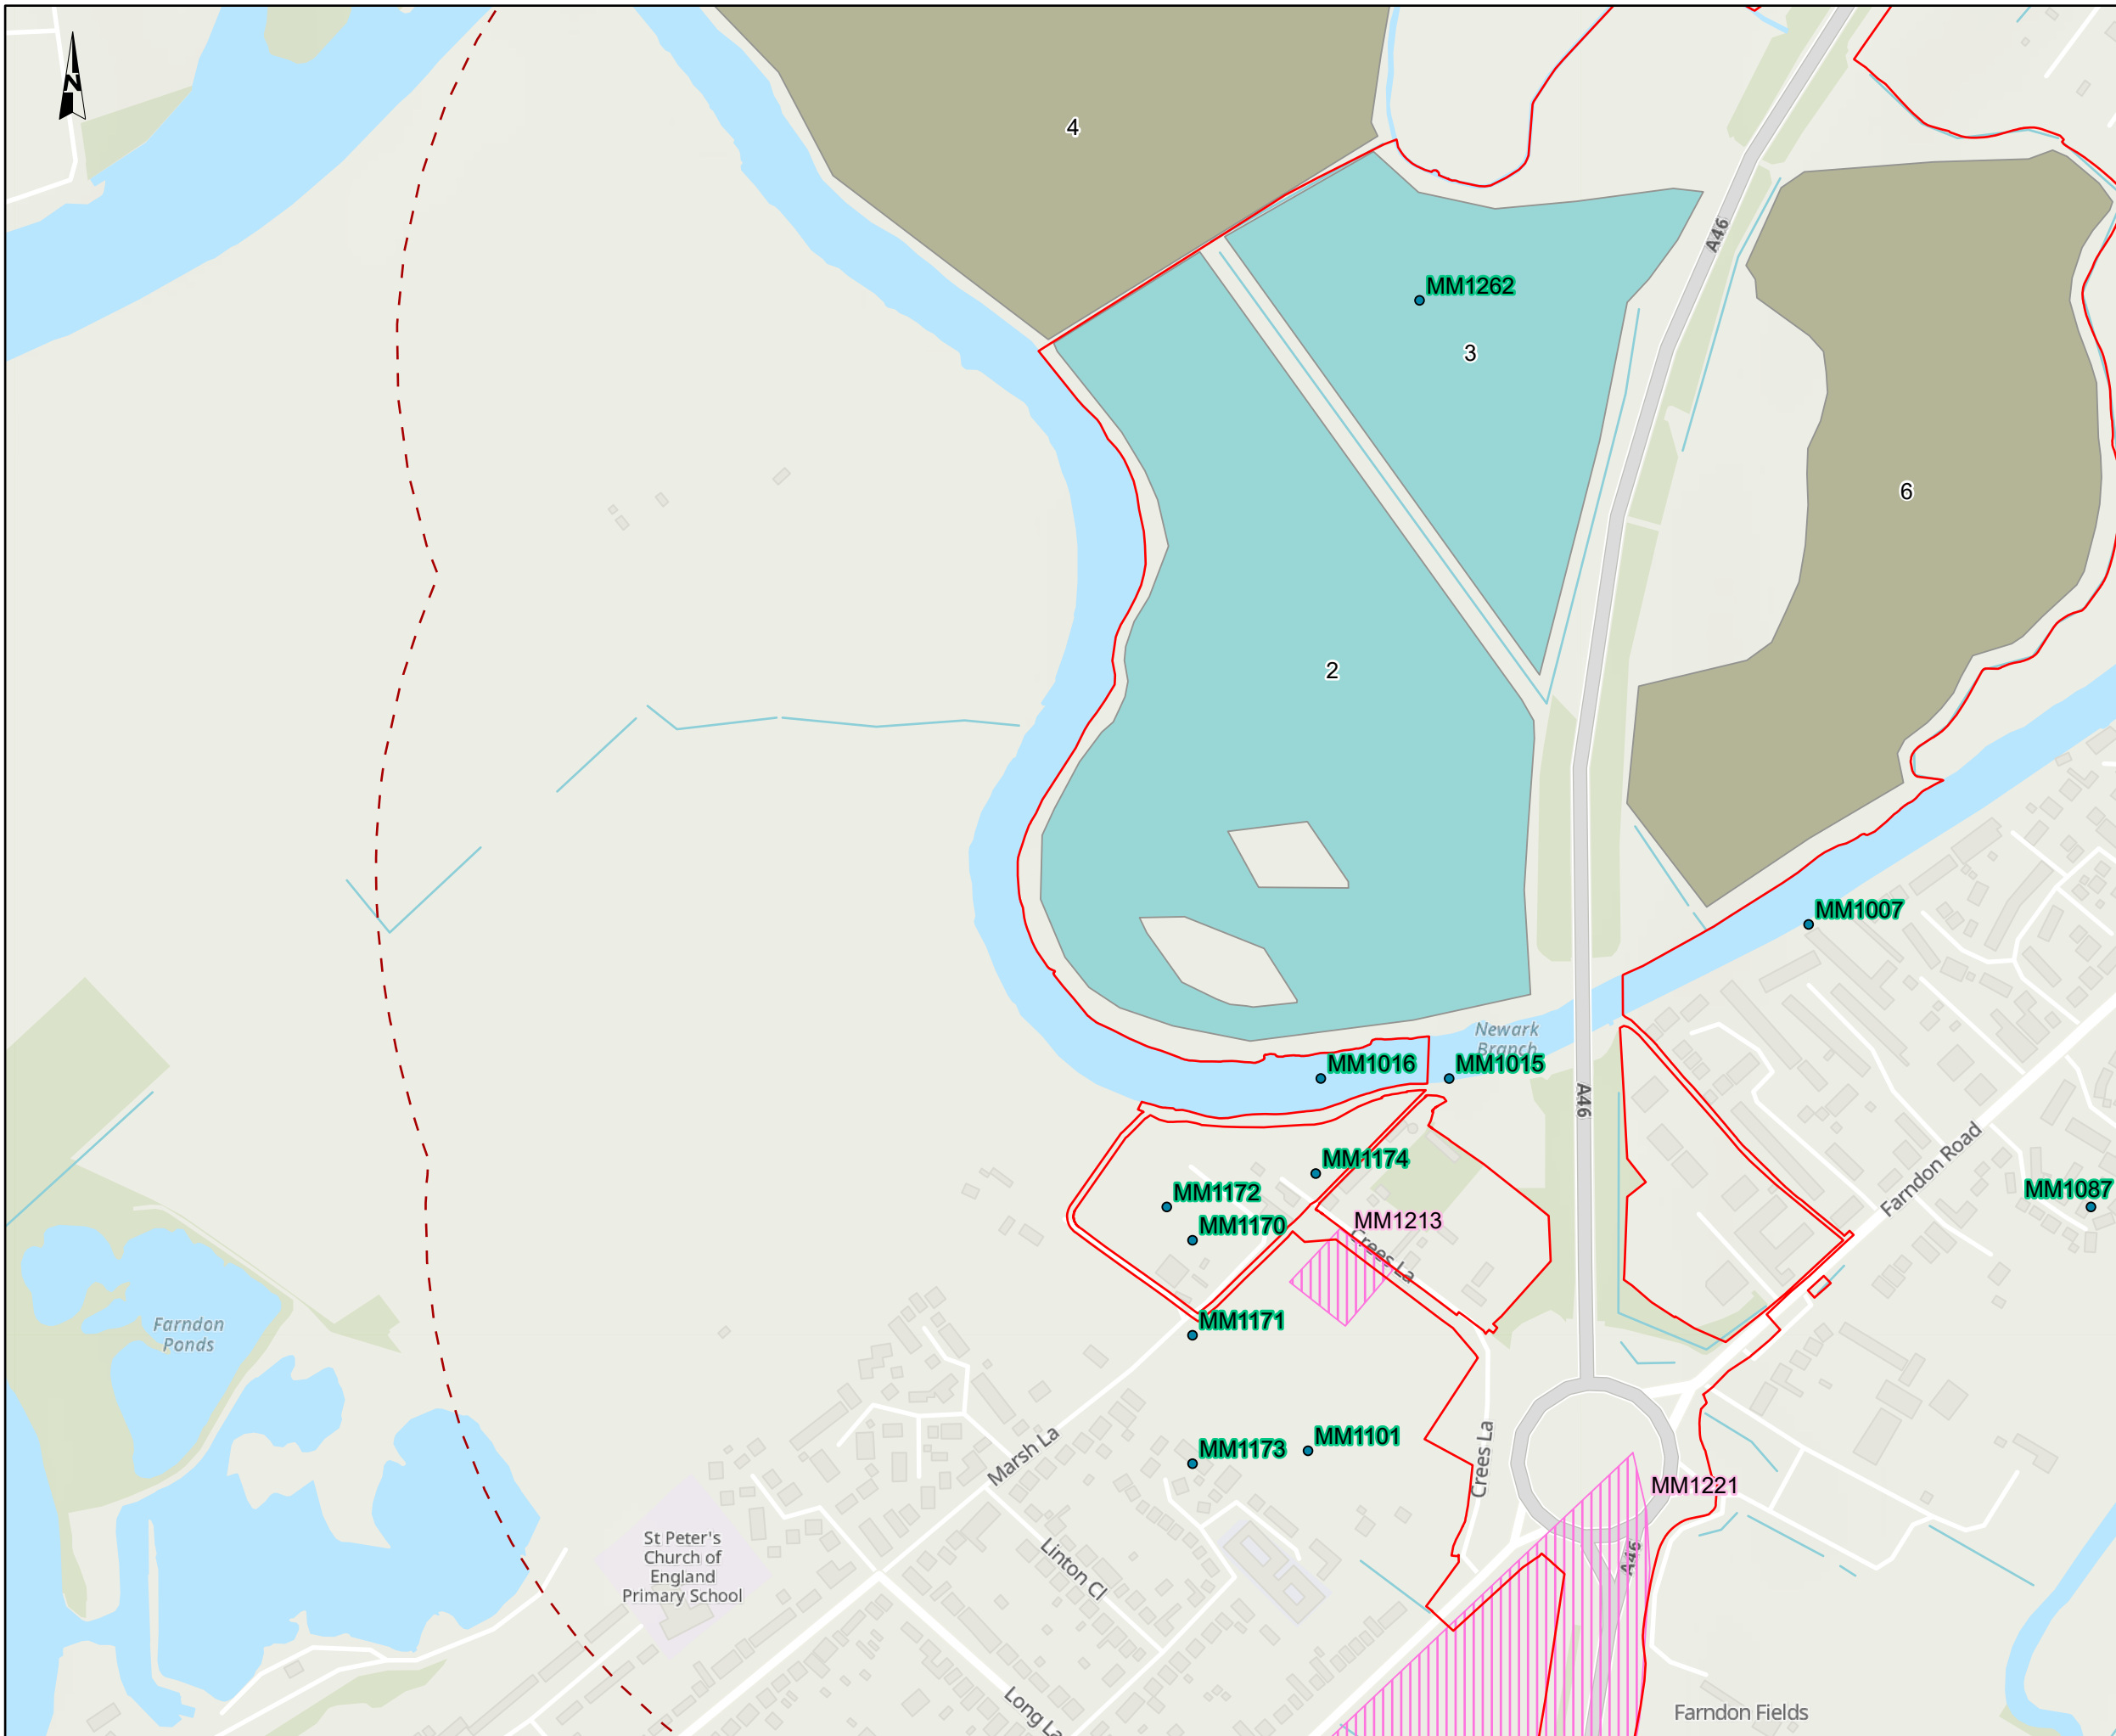 N
4
A46
MM1262
3
6
2
MM1007
Newark
Branch
MM1016
MM1015
A46
Farndon Road
MM1174
MM1172
MM1087
MM1170
MM1213
Crees La
Farndon
Ponds
MM1171
Crees La
Marsh La
MM1173
MM1101
MM1221
St Peter's
Church of
England
Primary School
Linton Cl
A46
Long La
Farndon Fields